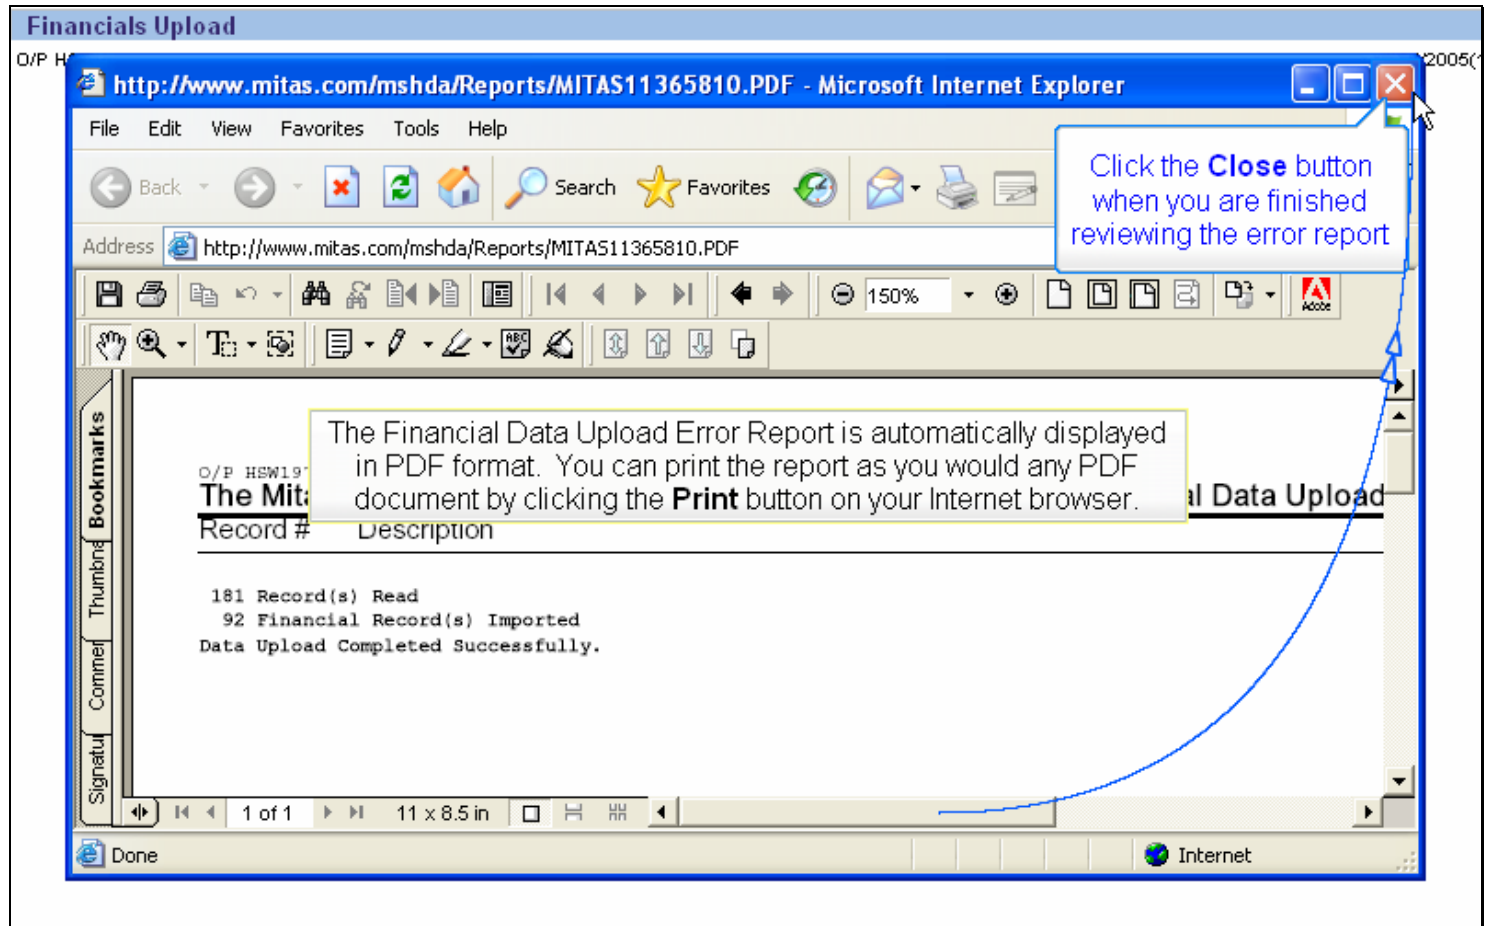 Financials Upload
O/P H
2005(
http://www.mitas.com/mshda/Reports/MITAS11365810.PDF - Microsoft Internet Explorer
File Edit View Favorites Tools Help
Click the Close button
when you are finished
reviewing the error report
Back Search Favorites
Address http://www.mitas.com/mshda/Reports/MITAS11365810.PDF
150%
Adobe
ABC
Bookmarks
Thumbna
Commer
Signatu
The Financial Data Upload Error Report is automatically displayed
in PDF format. You can print the report as you would any PDF
document by clicking the Print button on your Internet browser.
O/P HSW19
The Mita
al Data Upload
Record # Description
181 Record(s) Read
92 Financial Record(s) Imported
Data Upload Completed Successfully.
1 of 1 11 x 8.5 in
Done Internet